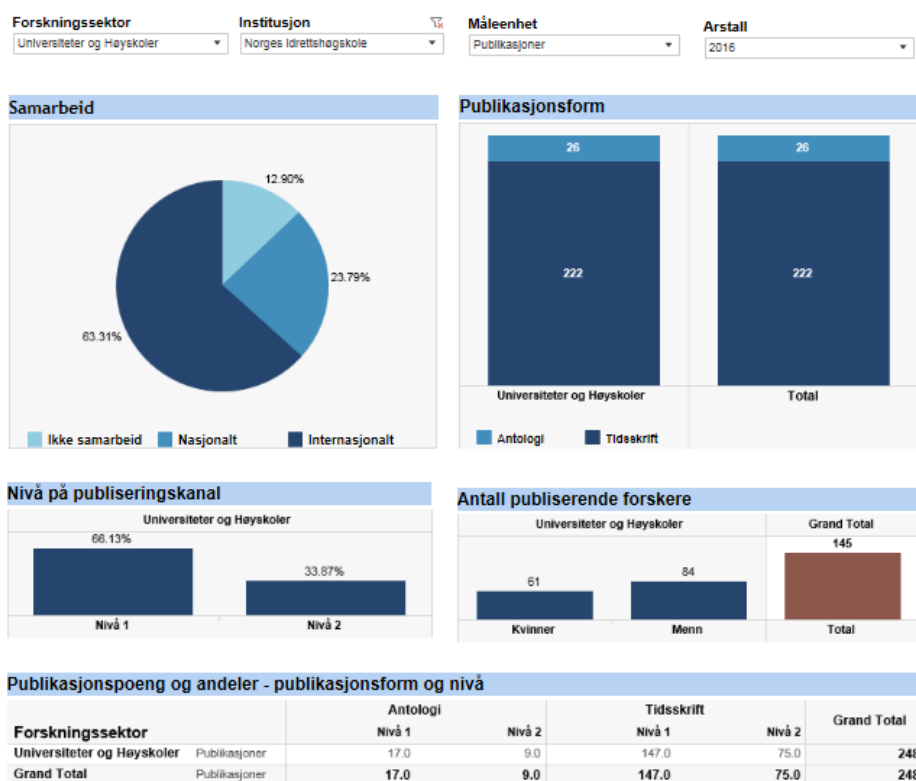 Forskningssektor Institusjon Måleenhet Arstall
Universiteter og Høyskoler Norges Idrettshøgskole Publikasjoner 2016
Samarbeid
12.90%
23.79%
63.31%
Ikke samarbeid Nasjonalt Internasjonalt
Publikasjonsform
26 26
222 222
Universiteter og Høyskoler Total
Antologi Tidsskrift
Nivå på publiseringskanal
Universiteter og Høyskoler
66.13%
33.87%
Nivå 1 Nivå 2
Antall publiserende forskere
Universiteter og Høyskoler Grand Total
145
61 84
Kvinner Menn Total
Publikasjonspoeng og andeler - publikasjonsform og nivå
Antologi Tidsskrift Grand Total
Forskningssektor Nivå 1 Nivå 2 Nivå 1 Nivå 2
Universiteter og Høyskoler Publikasjoner 17.0 9.0 147.0 75.0 248
Grand Total Publikasjoner 17.0 9.0 147.0 75.0 248